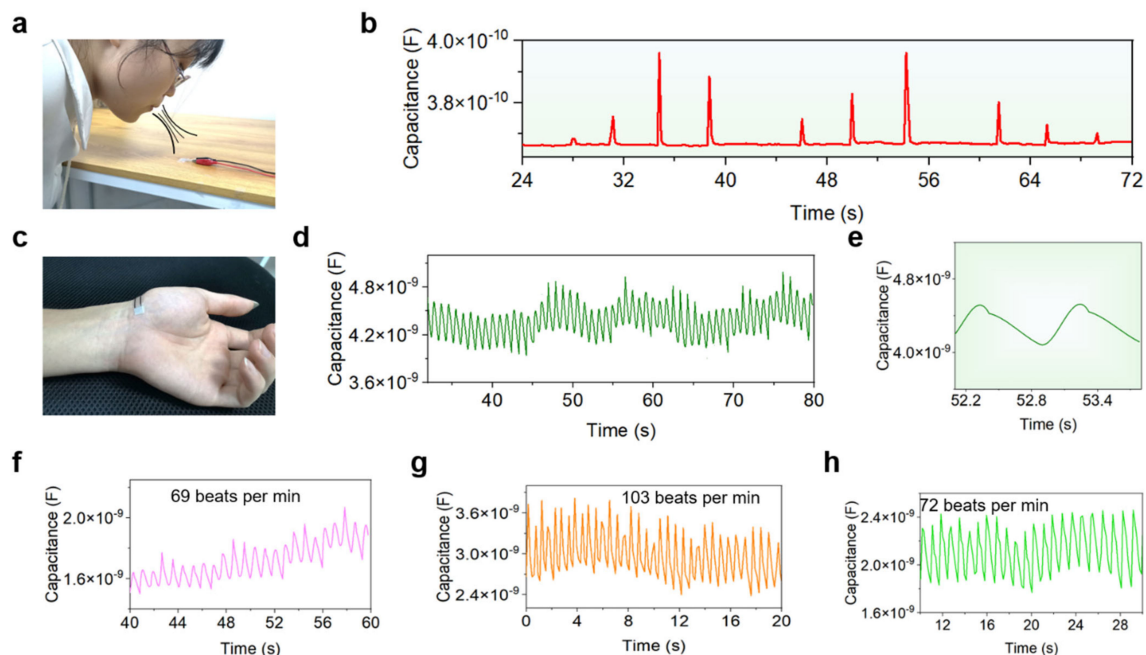 a
b
Capacitance (F)
4.0×10⁻¹⁰
3.8×10⁻¹⁰
24 32 40 48 56 64 72
Time (s)
c
d
Capacitance (F)
4.8×10⁻⁹
4.2×10⁻⁹
3.6×10⁻⁹
40 50 60 70 80
Time (s)
e
Capacitance (F)
4.8×10⁻⁹
4.0×10⁻⁹
52.2 52.8 53.4
Time (s)
f
69 beats per min
Capacitance (F)
2.0×10⁻⁹
1.6×10⁻⁹
40 44 48 52 56 60
Time (s)
g
103 beats per min
Capacitance (F)
3.6×10⁻⁹
3.0×10⁻⁹
2.4×10⁻⁹
0 4 8 12 16 20
Time (s)
h
72 beats per min
Capacitance (F)
2.4×10⁻⁹
2.0×10⁻⁹
1.6×10⁻⁹
12 16 20 24 28
Time (s)